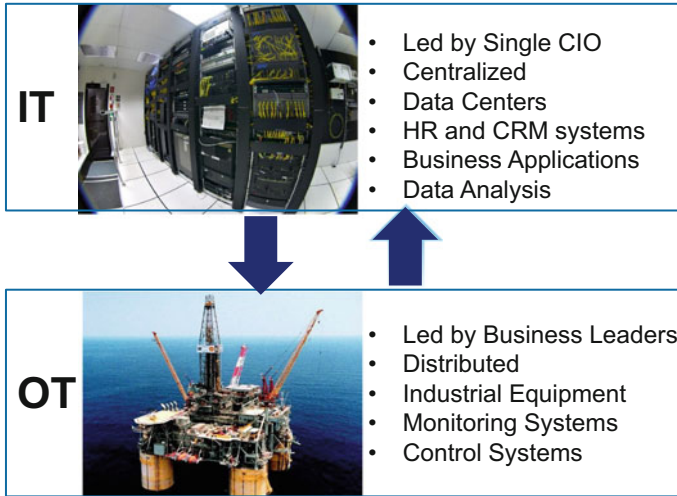 IT
• Led by Single CIO
• Centralized
• Data Centers
• HR and CRM systems
• Business Applications
• Data Analysis
OT
• Led by Business Leaders
• Distributed
• Industrial Equipment
• Monitoring Systems
• Control Systems